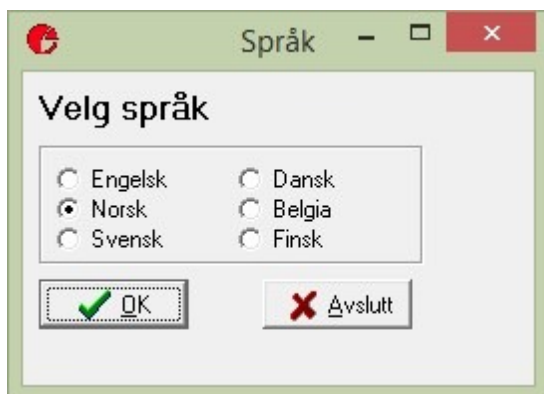 Språk
Velg språk
Engelsk Dansk
Norsk Belgia
Svensk Finsk
OK Avslutt